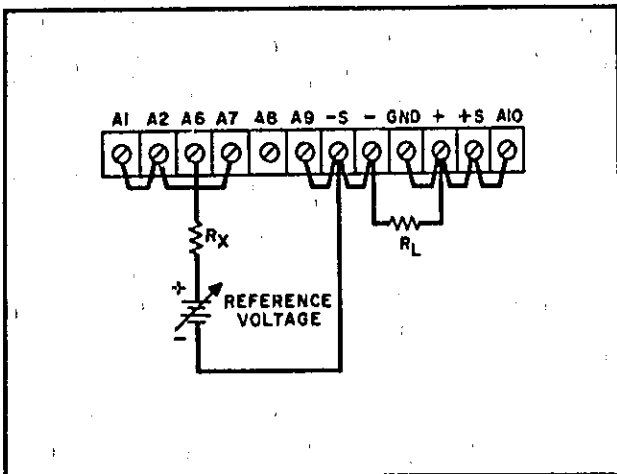 A1 A2 A6 A7 A8 A9 -S - GND + +S A10
RX
+
REFERENCE
VOLTAGE
-
RL